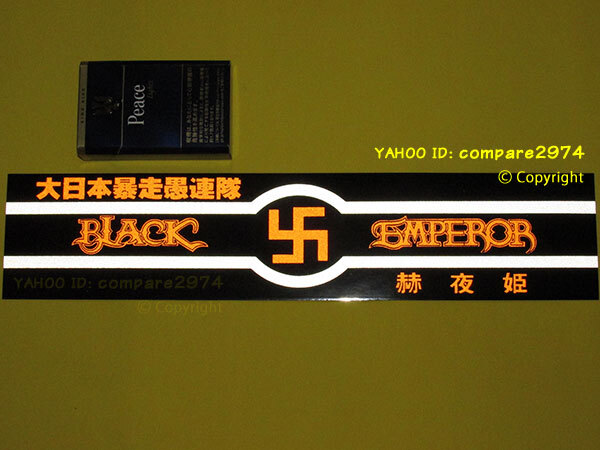 Peace
YAHOO ID: compare2974
© Copyright
大日本暴走愚連隊
BLACK 卐 EMPEROR
YAHOO ID: compare2974
赫夜姫
© Copyright